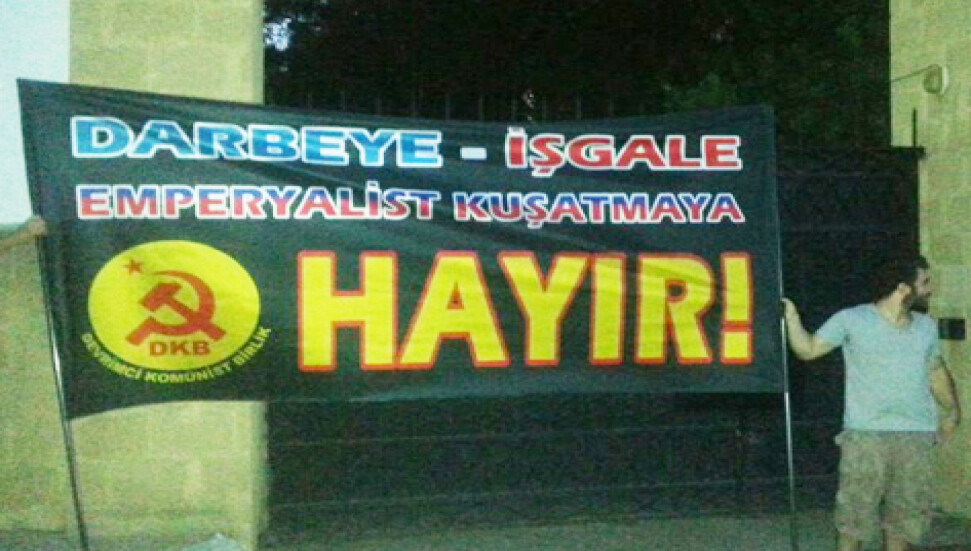 DARBEYE - İŞGALE
EMPERYALİST KUŞATMAYA
HAYIR!
DKB
DEVRİMCİ KOMÜNİST BİRLİK